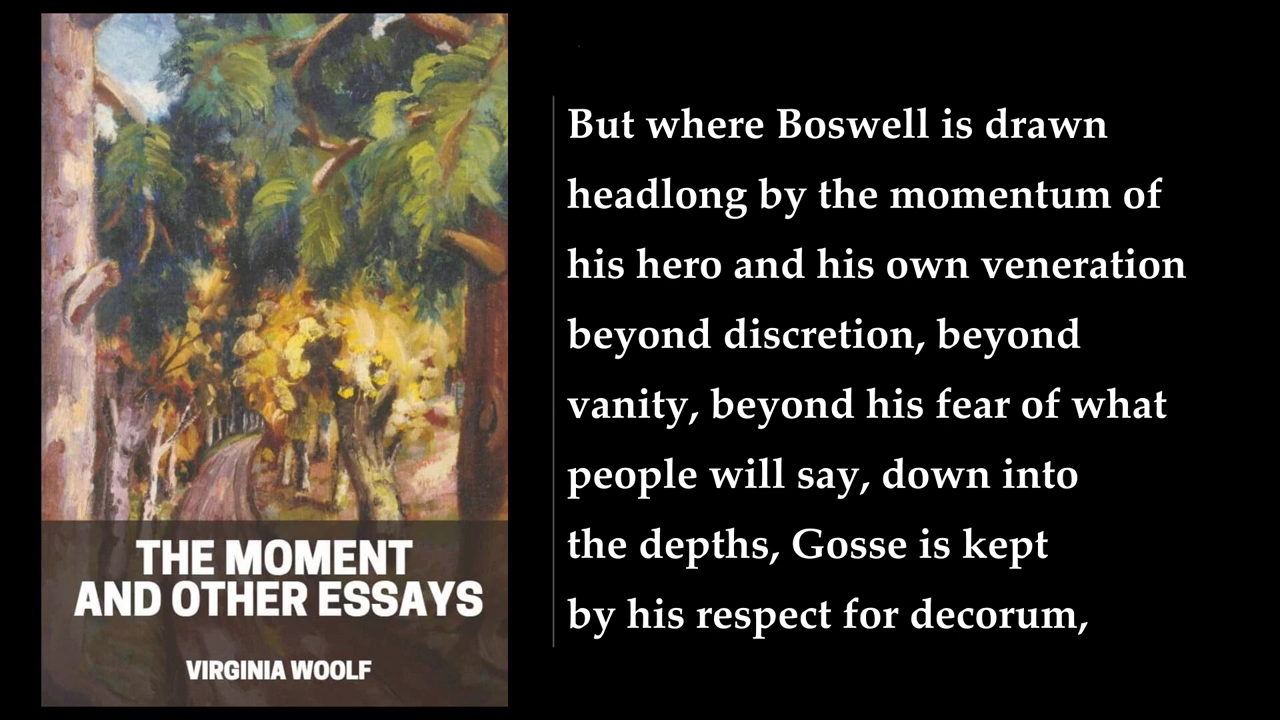 THE MOMENT
AND OTHER ESSAYS
VIRGINIA WOOLF
But where Boswell is drawn
headlong by the momentum of
his hero and his own veneration
beyond discretion, beyond
vanity, beyond his fear of what
people will say, down into
the depths, Gosse is kept
by his respect for decorum,